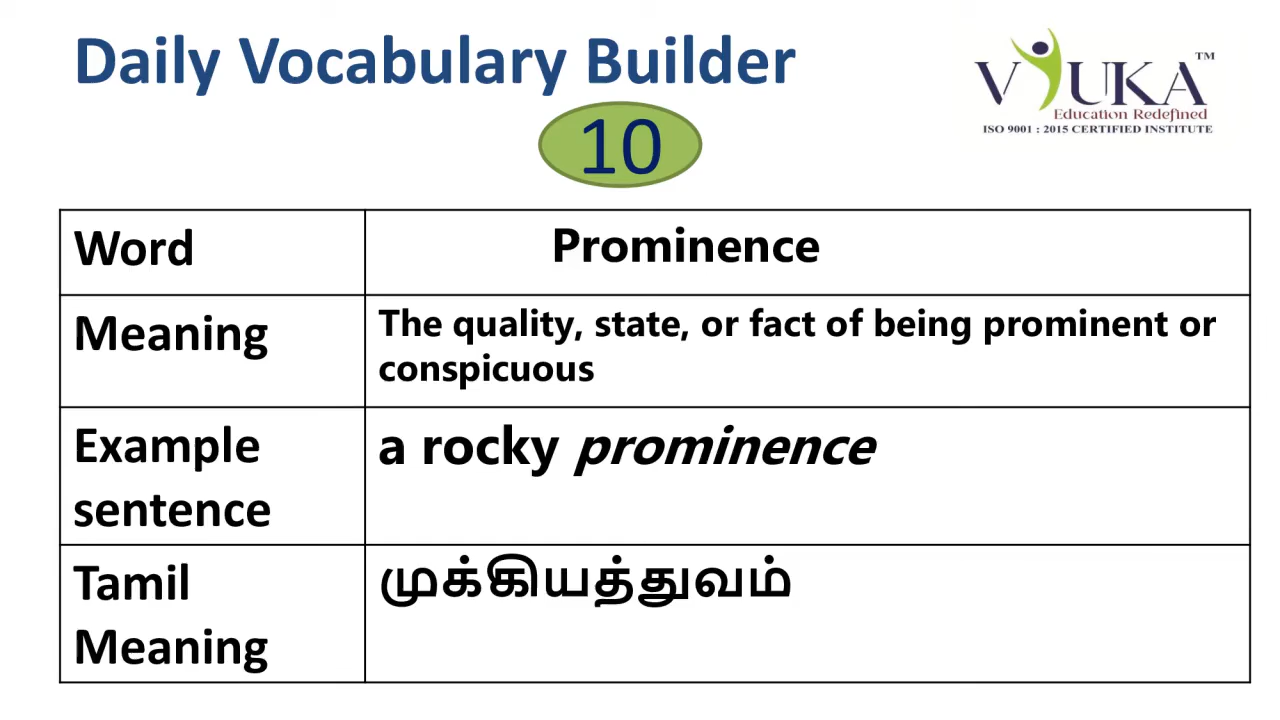 Daily Vocabulary Builder
VYUKA™
Education Redefined
ISO 9001 : 2015 CERTIFIED INSTITUTE
10
Word
Prominence
Meaning
The quality, state, or fact of being prominent or
conspicuous
Example
sentence
a rocky prominence
Tamil
Meaning
முக்கியத்துவம்